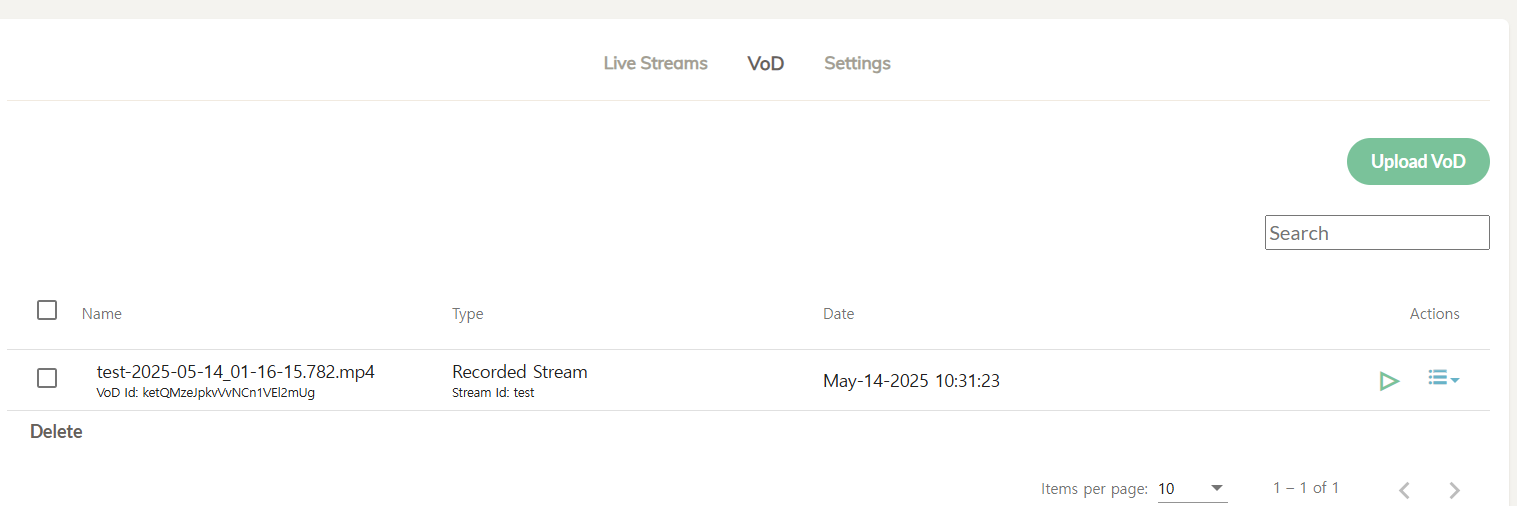 Live Streams VoD Settings
Upload VoD
Search
Name Type Date Actions
test-2025-05-14_01-16-15.782.mp4 Recorded Stream May-14-2025 10:31:23
VoD Id: ketQMzeJpkvVvNCn1VEl2mUg Stream Id: test
Delete
Items per page: 10 1 – 1 of 1